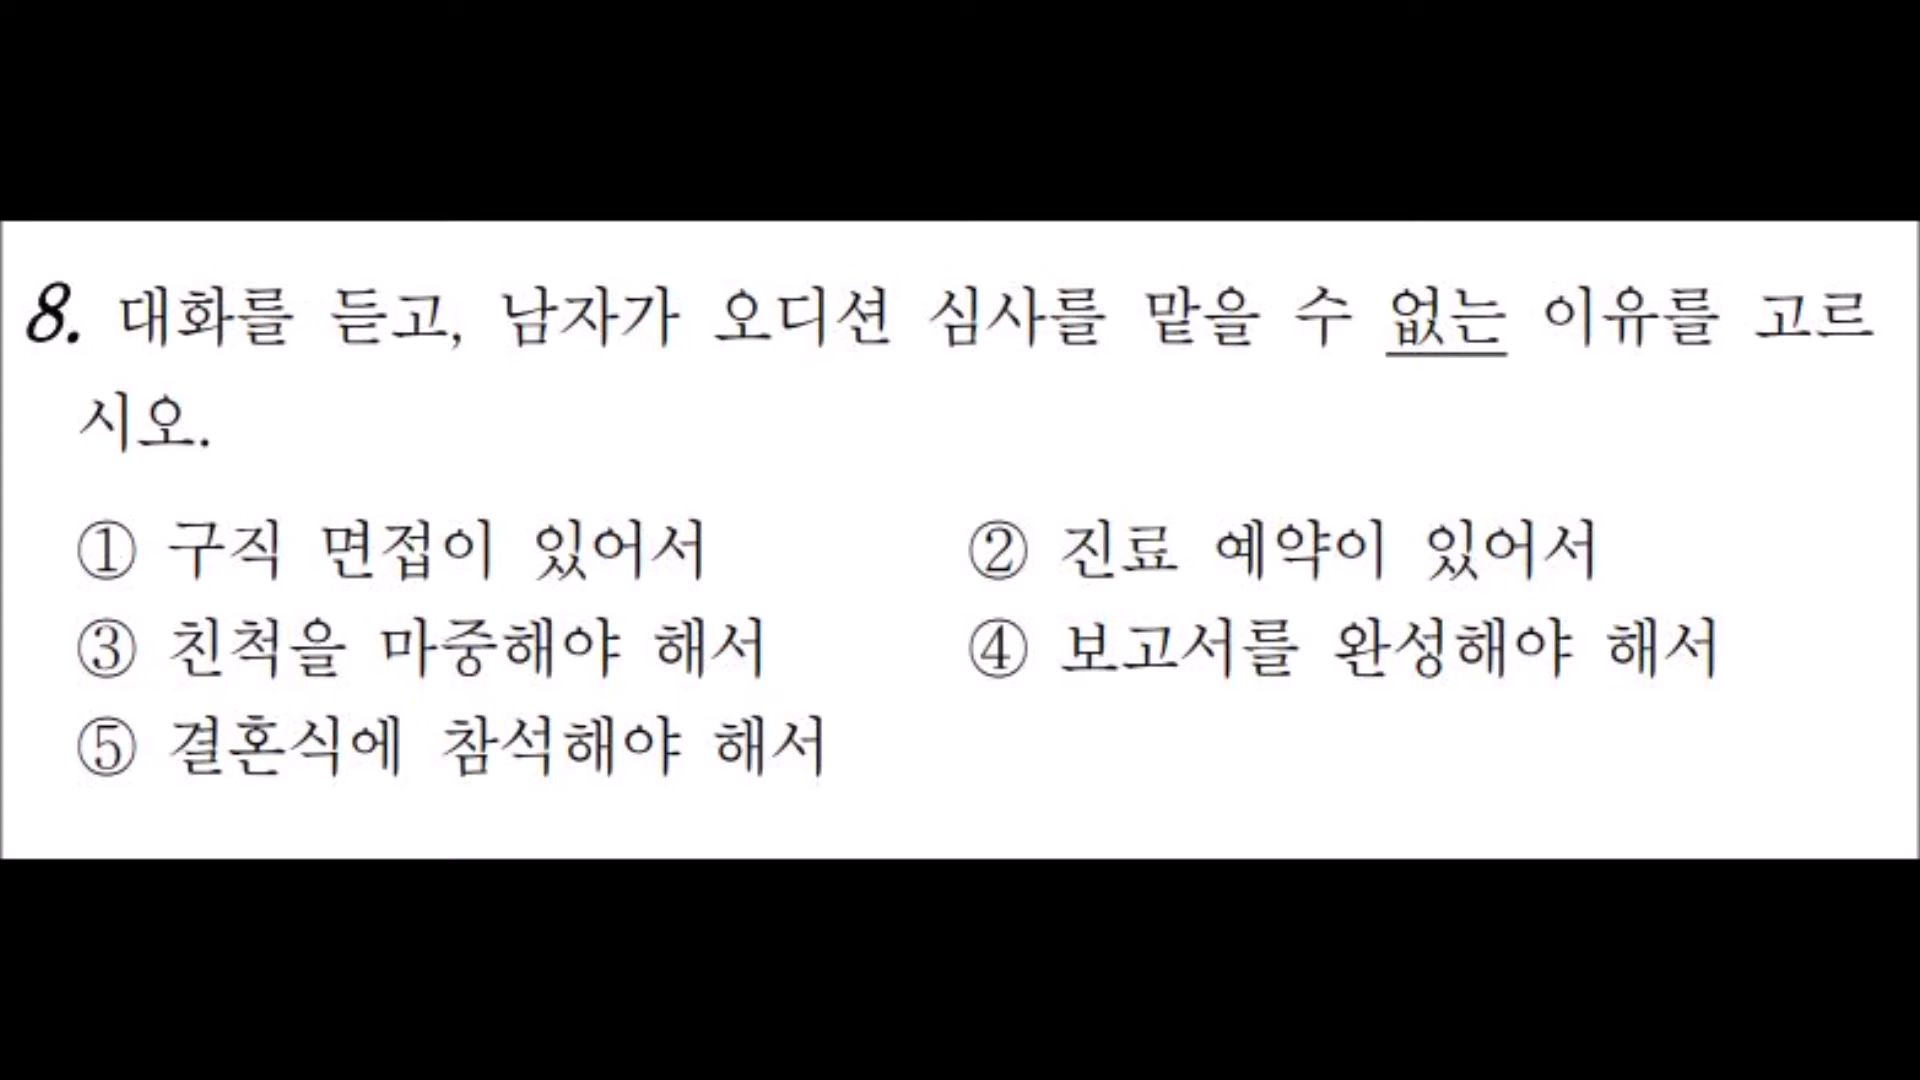 8. 대화를 듣고, 남자가 오디션 심사를 맡을 수 없는 이유를 고르
시오.
① 구직 면접이 있어서 ② 진료 예약이 있어서
③ 친척을 마중해야 해서 ④ 보고서를 완성해야 해서
⑤ 결혼식에 참석해야 해서